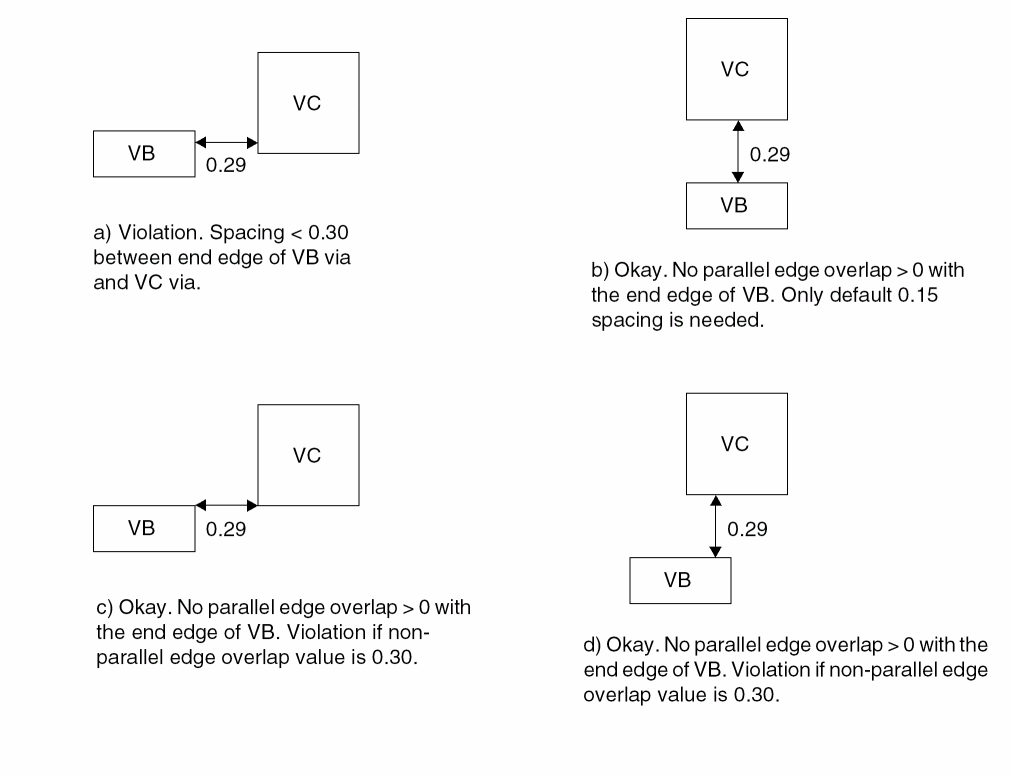 VC
VB
0.29
a) Violation. Spacing < 0.30
between end edge of VB via
and VC via.
VC
0.29
VB
b) Okay. No parallel edge overlap > 0 with
the end edge of VB. Only default 0.15
spacing is needed.
VC
VB
0.29
c) Okay. No parallel edge overlap > 0 with
the end edge of VB. Violation if non-
parallel edge overlap value is 0.30.
VC
0.29
VB
d) Okay. No parallel edge overlap > 0 with the
end edge of VB. Violation if non-parallel edge
overlap value is 0.30.